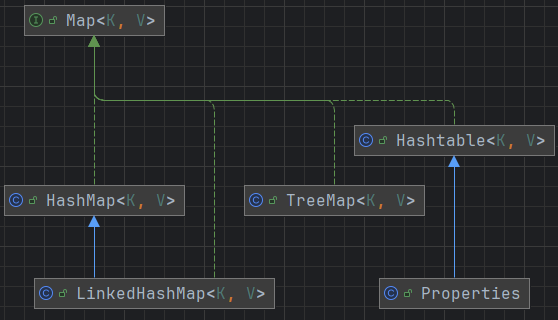 I Map<K, V>
C Hashtable<K, V>
C HashMap<K, V>
C TreeMap<K, V>
C LinkedHashMap<K, V>
C Properties